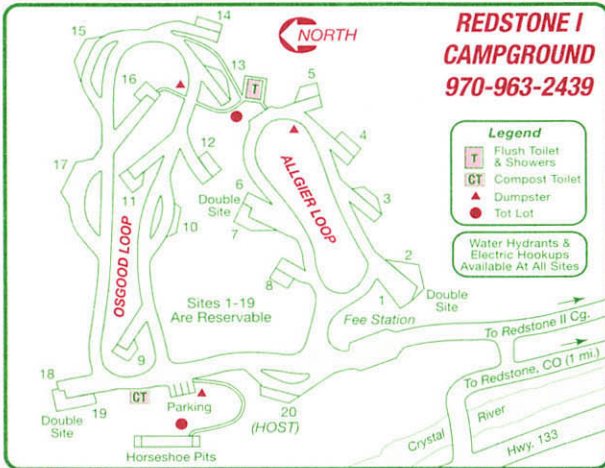 REDSTONE I
CAMPGROUND
970-963-2439
NORTH
Legend
T Flush Toilet
& Showers
CT Compost Toilet
Dumpster
Tot Lot
Water Hydrants &
Electric Hookups
Available At All Sites
14
15
13
T
16
5
4
12
17
11
6
Double
Site
7
3
10
OSGOOD LOOP
ALLGIER LOOP
2
8
1
Double
Site
Sites 1-19
Are Reservable
Fee Station
To Redstone II Cg.
9
18
To Redstone, CO (1 mi.)
19
CT
Parking
Double
Site
20
(HOST)
Horseshoe Pits
Crystal
River
Hwy. 133